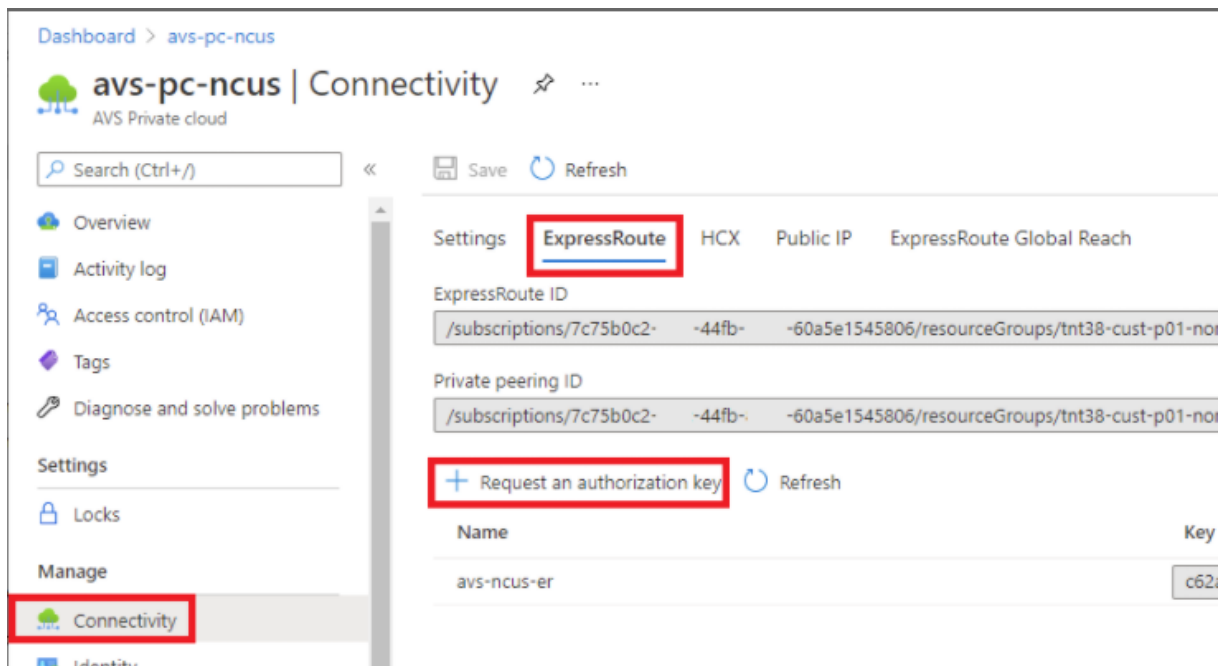 Dashboard > avs-pc-ncus
avs-pc-ncus | Connectivity ...
AVS Private cloud
Search (Ctrl+/) «
Save Refresh
Overview
Activity log
Access control (IAM)
Tags
Diagnose and solve problems
Settings
Locks
Manage
Connectivity
Identity
Settings ExpressRoute HCX Public IP ExpressRoute Global Reach
ExpressRoute ID
/subscriptions/7c75b0c2- -44fb- -60a5e1545806/resourceGroups/tnt38-cust-p01-nor
Private peering ID
/subscriptions/7c75b0c2- -44fb- -60a5e1545806/resourceGroups/tnt38-cust-p01-nor
+ Request an authorization key Refresh
Name Key
avs-ncus-er c62a